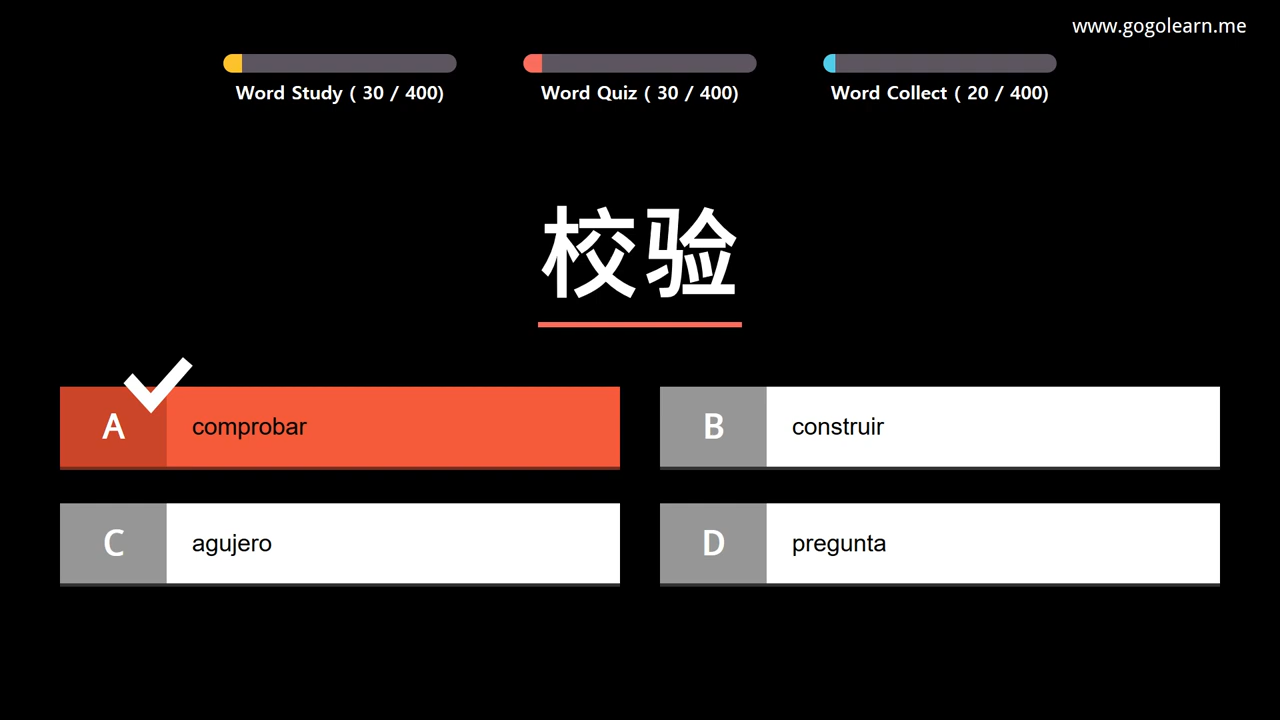 www.gogolearn.me
Word Study ( 30 / 400)
Word Quiz ( 30 / 400)
Word Collect ( 20 / 400)
校验
A comprobar
B construir
C agujero
D pregunta